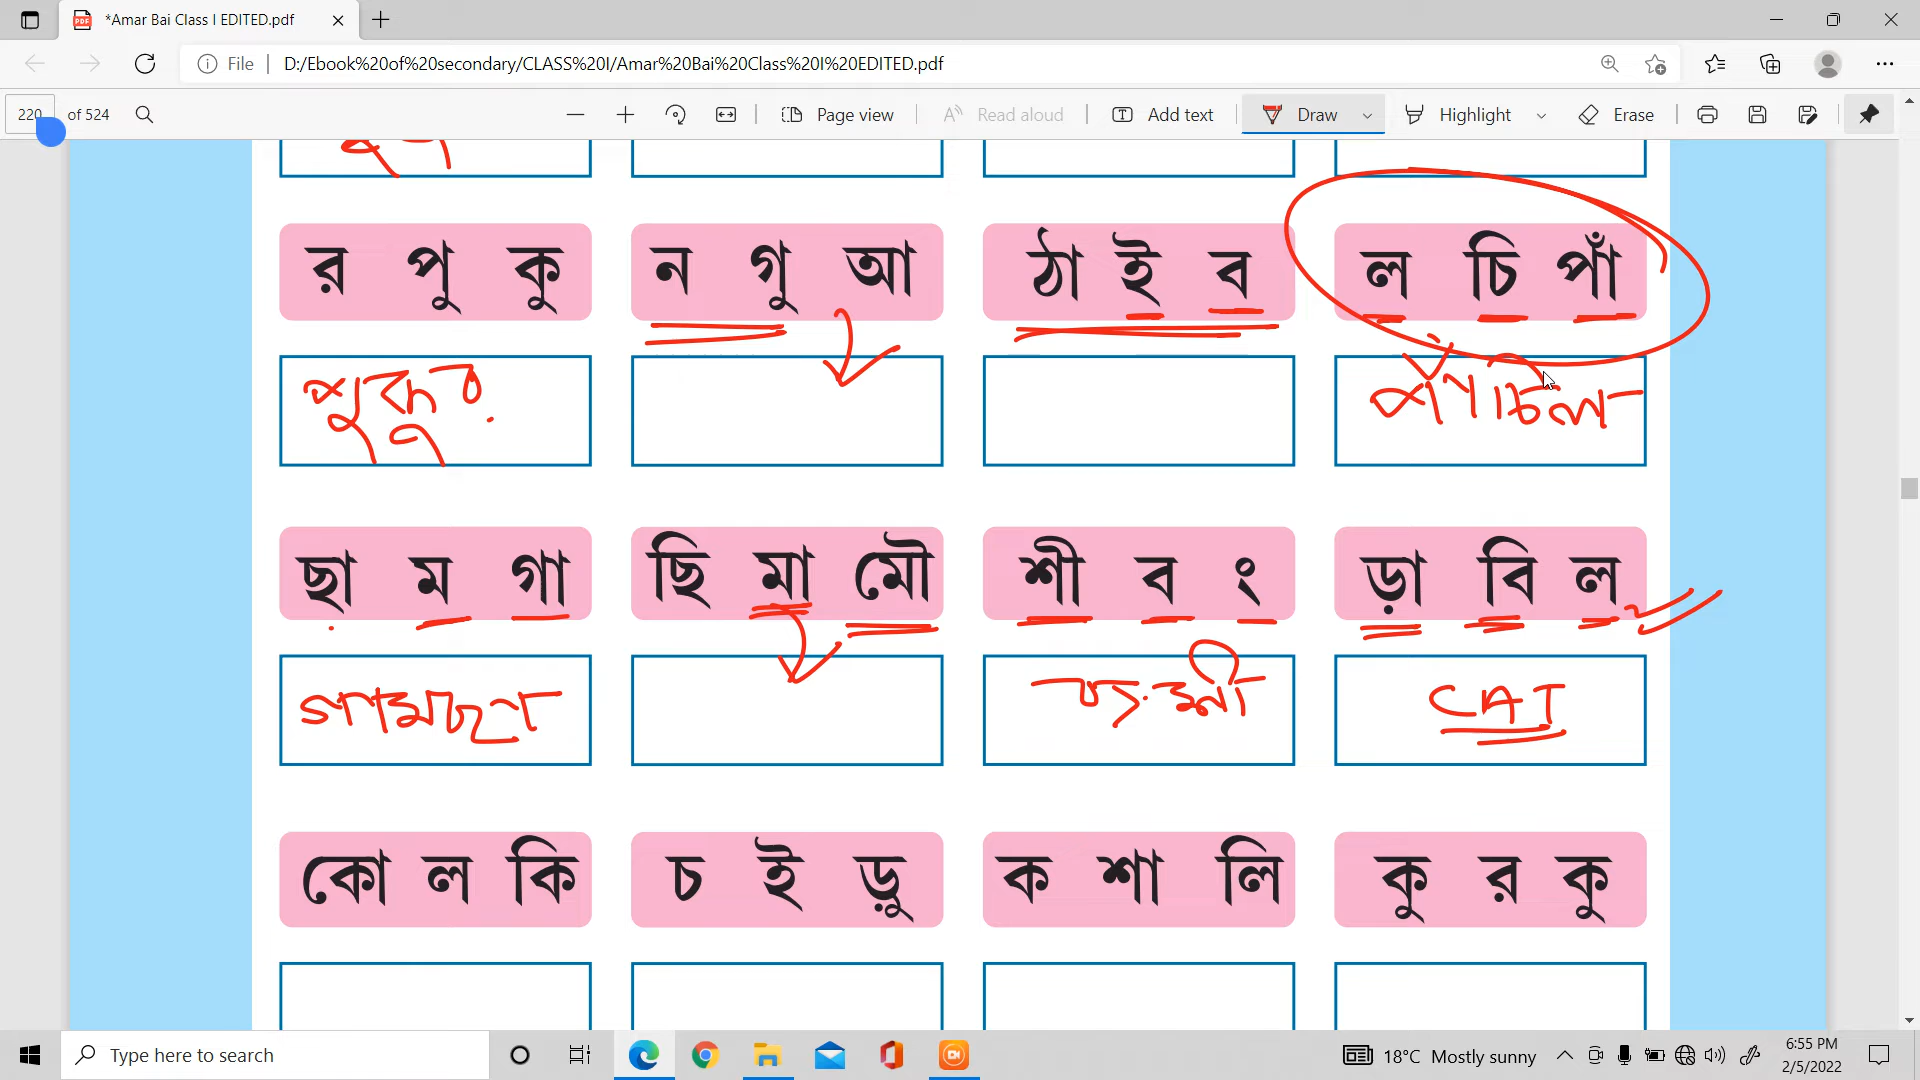 *Amar Bai Class I EDITED.pdf
File D:/Ebook%20of%20secondary/CLASS%20I/Amar%20Bai%20Class%20I%20EDITED.pdf
220 of 524 Page view Read aloud Add text Draw Highlight Erase
র পু কু ন গু আ ঠা ই ব ল চি পাঁ
পুকুর পাঁচিল
ছা ম গা ছি মা মৌ শী ব ং ড়া বি ল
গামছা বংশী CAT
কো ল কি চ ই ড়ু ক শা লি কু র কু
Type here to search 18°C Mostly sunny 6:55 PM
2/5/2022